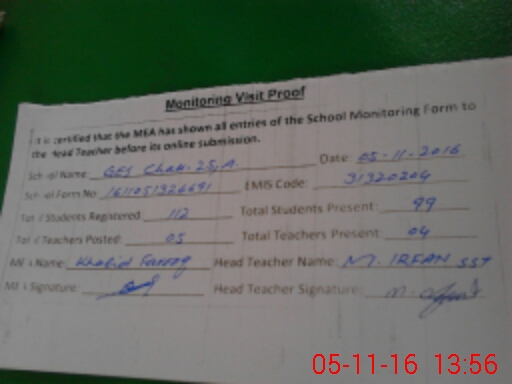 Monitoring Visit Proof
It is certified that the MEA has shown all entries of the School Monitoring Form to
the Head Teacher before its online submission.
School Name: GES Chak. 25, A. Date: 05-11-2016
School Form No EMIS Code: 31320204
Total Students Registered: 112 Total Students Present: 99
Total Teachers Posted: 05 Total Teachers Present: 04
MEA Name: Khalid Farooq Head Teacher Name: M. IRFAN SST
MEA Signature: Head Teacher Signature:
05-11-16 13:56